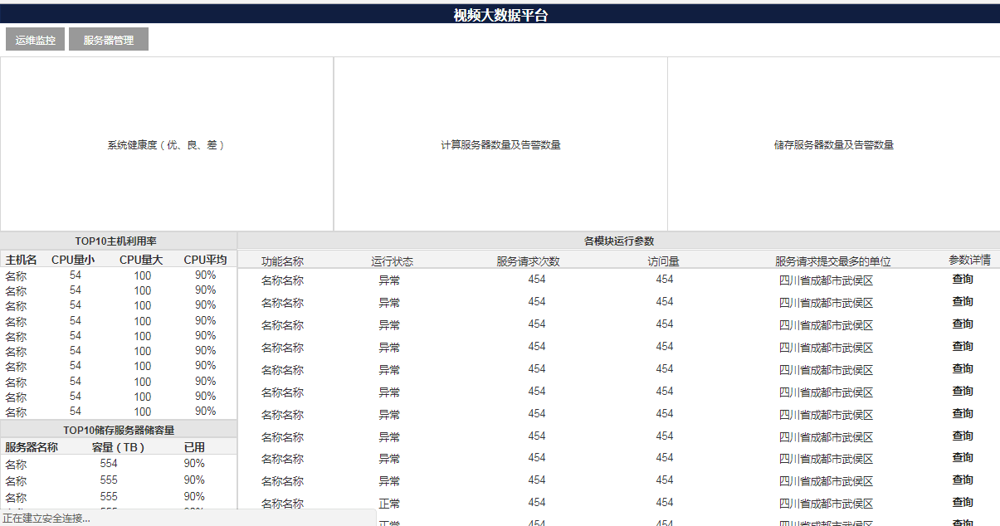 视频大数据平台
运维监控 服务器管理
系统健康度（优、良、差） 计算服务器数量及告警数量 储存服务器数量及告警数量
TOP10主机利用率
主机名 CPU量小 CPU量大 CPU平均
名称 54 100 90%
名称 54 100 90%
名称 54 100 90%
名称 54 100 90%
名称 54 100 90%
名称 54 100 90%
名称 54 100 90%
名称 54 100 90%
名称 54 100 90%
名称 54 100 90%
TOP10储存服务器储容量
服务器名称 容量（TB） 已用
名称 554 90%
名称 555 90%
名称 555 90%
各模块运行参数
功能名称 运行状态 服务请求次数 访问量 服务请求提交最多的单位 参数详情
名称名称 异常 454 454 四川省成都市武侯区 查询
名称名称 异常 454 454 四川省成都市武侯区 查询
名称名称 异常 454 454 四川省成都市武侯区 查询
名称名称 异常 454 454 四川省成都市武侯区 查询
名称名称 异常 454 454 四川省成都市武侯区 查询
名称名称 异常 454 454 四川省成都市武侯区 查询
名称名称 异常 454 454 四川省成都市武侯区 查询
名称名称 异常 454 454 四川省成都市武侯区 查询
名称名称 异常 454 454 四川省成都市武侯区 查询
名称名称 异常 454 454 四川省成都市武侯区 查询
名称名称 正常 454 454 四川省成都市武侯区 查询
正常 454 454 四川省成都市武侯区 查询
正在建立安全连接...